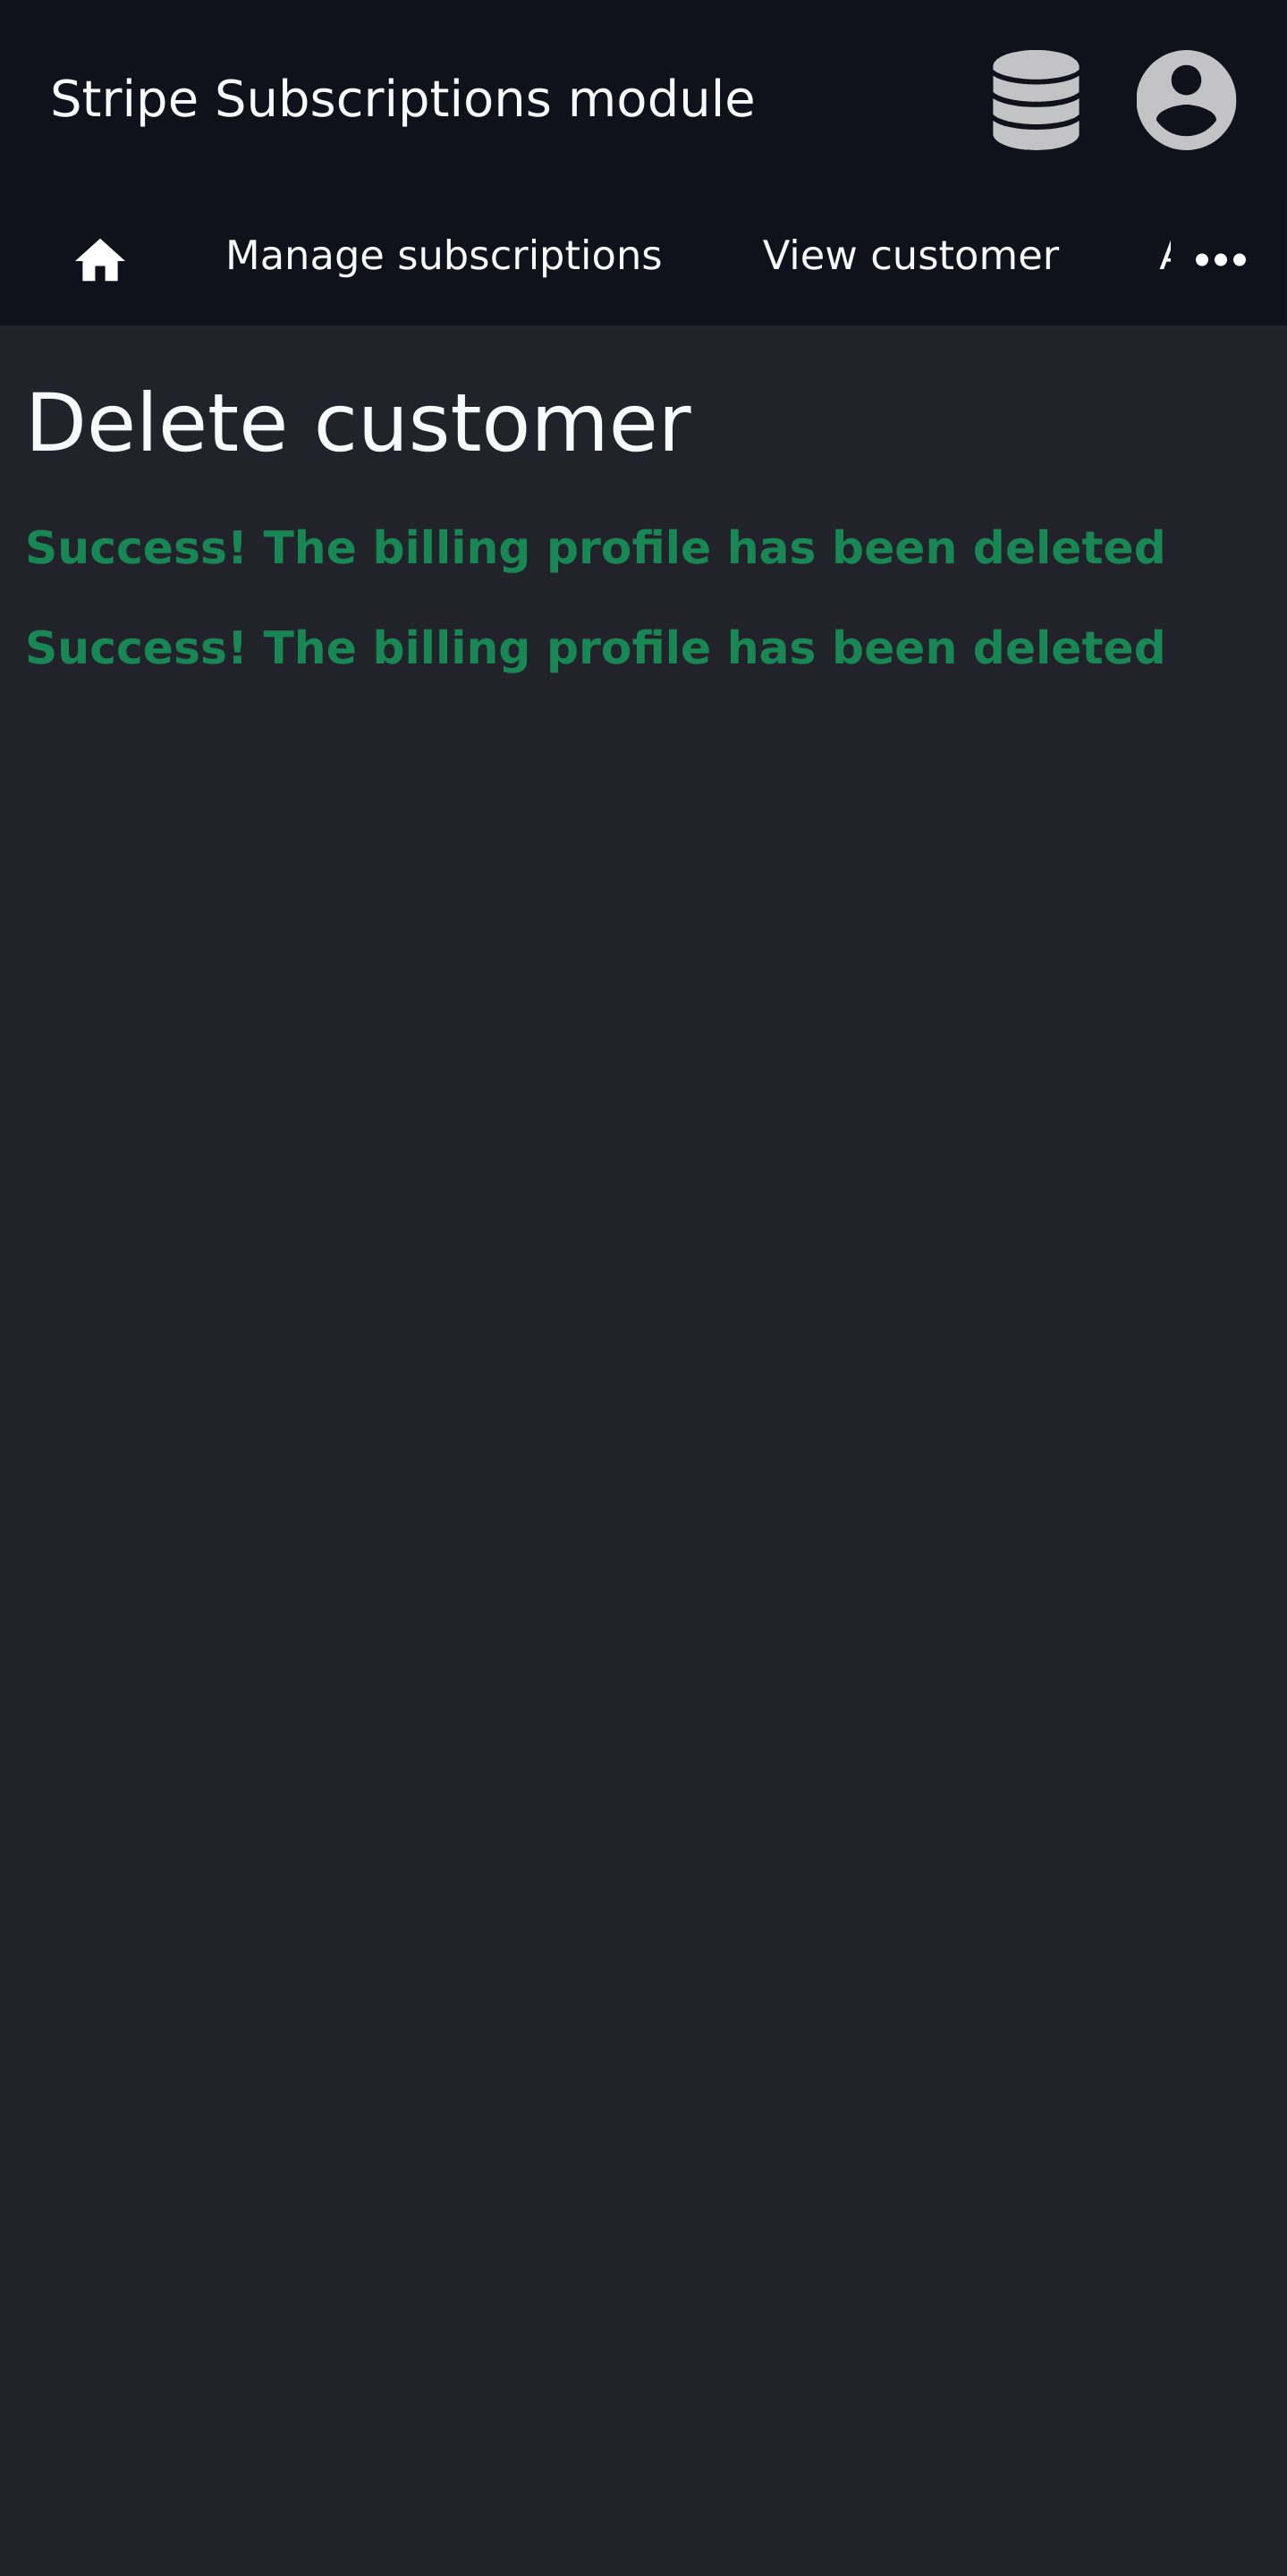 Stripe Subscriptions module
Manage subscriptions View customer
Delete customer
Success! The billing profile has been deleted
Success! The billing profile has been deleted